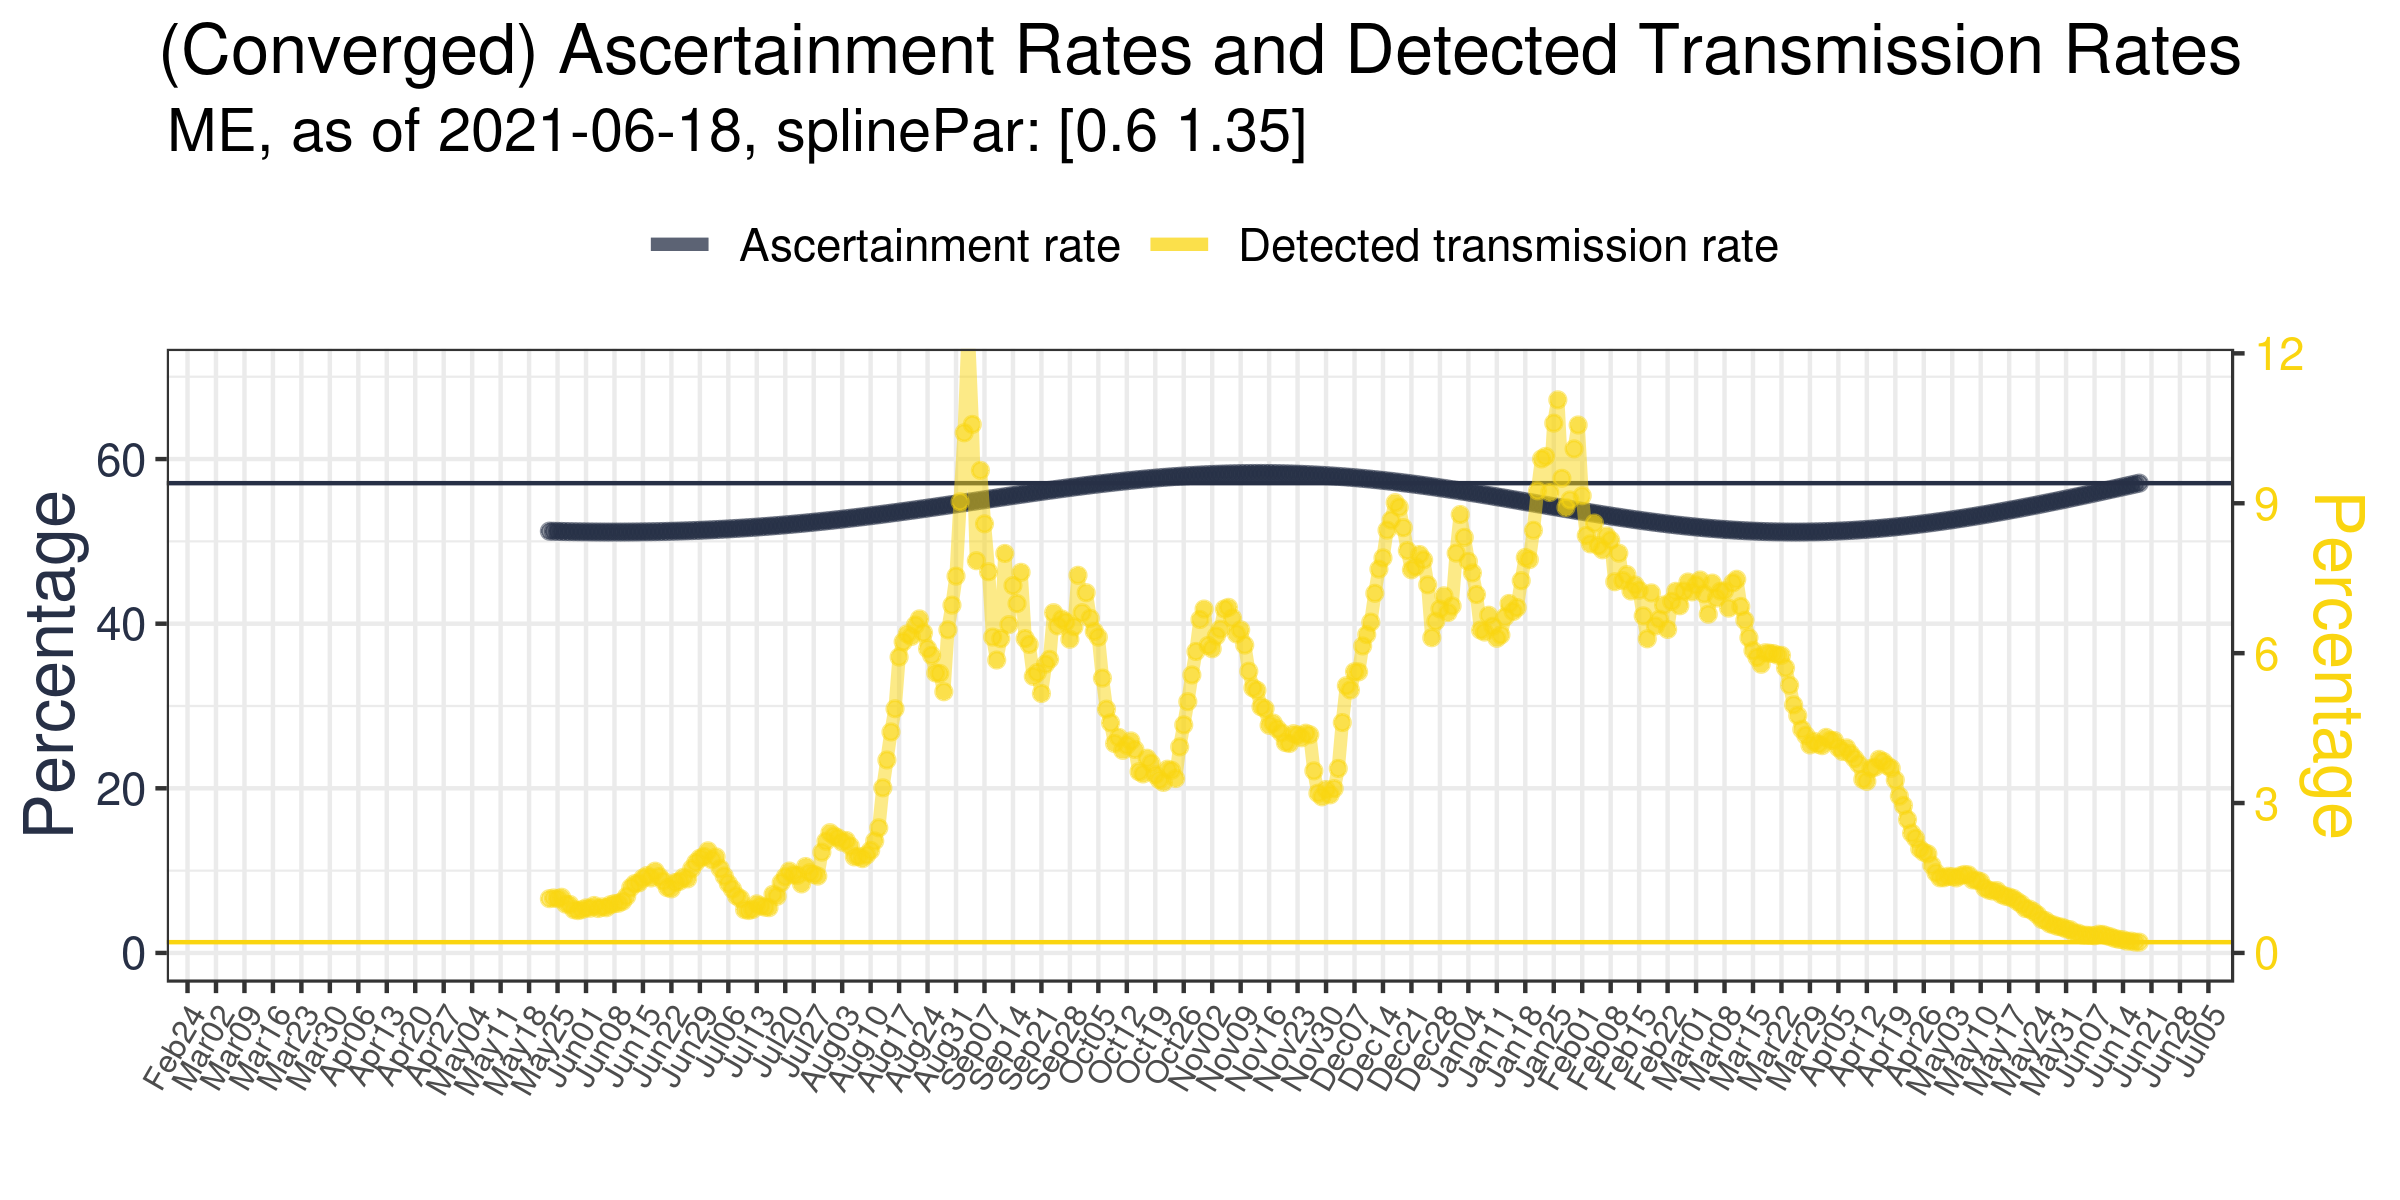 (Converged) Ascertainment Rates and Detected Transmission Rates
ME, as of 2021-06-18, splinePar: [0.6 1.35]
Ascertainment rate
Detected transmission rate
Percentage
60
40
20
0
12
9
6
3
0
Percentage
Feb24
Mar02
Mar09
Mar16
Mar23
Mar30
Apr06
Apr13
Apr20
Apr27
May04
May11
May18
May25
Jun01
Jun08
Jun15
Jun22
Jun29
Jul06
Jul13
Jul20
Jul27
Aug03
Aug10
Aug17
Aug24
Aug31
Sep07
Sep14
Sep21
Sep28
Oct05
Oct12
Oct19
Oct26
Nov02
Nov09
Nov16
Nov23
Nov30
Dec07
Dec14
Dec21
Dec28
Jan04
Jan11
Jan18
Jan25
Feb01
Feb08
Feb15
Feb22
Mar01
Mar08
Mar15
Mar22
Mar29
Apr05
Apr12
Apr19
Apr26
May03
May10
May17
May24
May31
Jun07
Jun14
Jun21
Jun28
Jul05